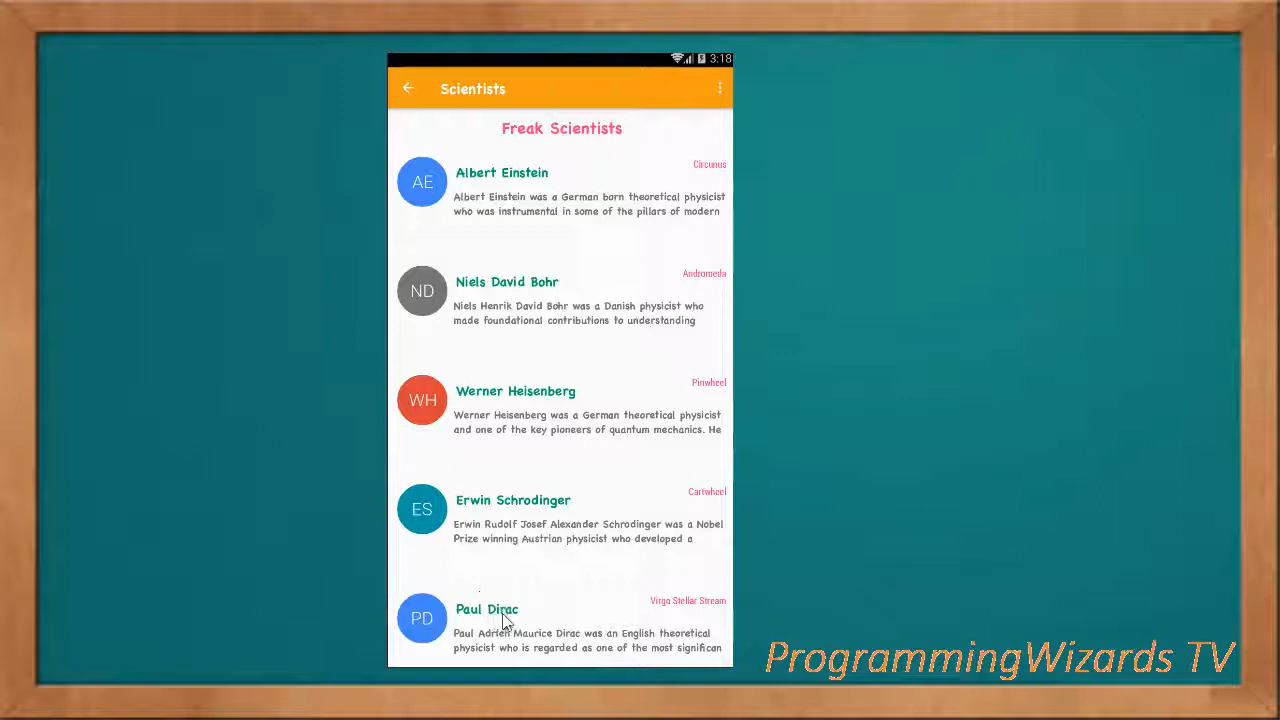 3:18
Scientists
Freak Scientists
AE
Albert Einstein
Circunus
Albert Einstein was a German born theoretical physicist
who was instrumental in some of the pillars of modern
ND
Niels David Bohr
Andromeda
Niels Henrik David Bohr was a Danish physicist who
made foundational contributions to understanding
WH
Werner Heisenberg
Pinwheel
Werner Heisenberg was a German theoretical physicist
and one of the key pioneers of quantum mechanics. He
ES
Erwin Schrodinger
Cartwheel
Erwin Rudolf Josef Alexander Schrodinger was a Nobel
Prize winning Austrian physicist who developed a
PD
Paul Dirac
Virgo Stellar Stream
Paul Adrien Maurice Dirac was an English theoretical
physicist who is regarded as one of the most significan
ProgrammingWizards TV